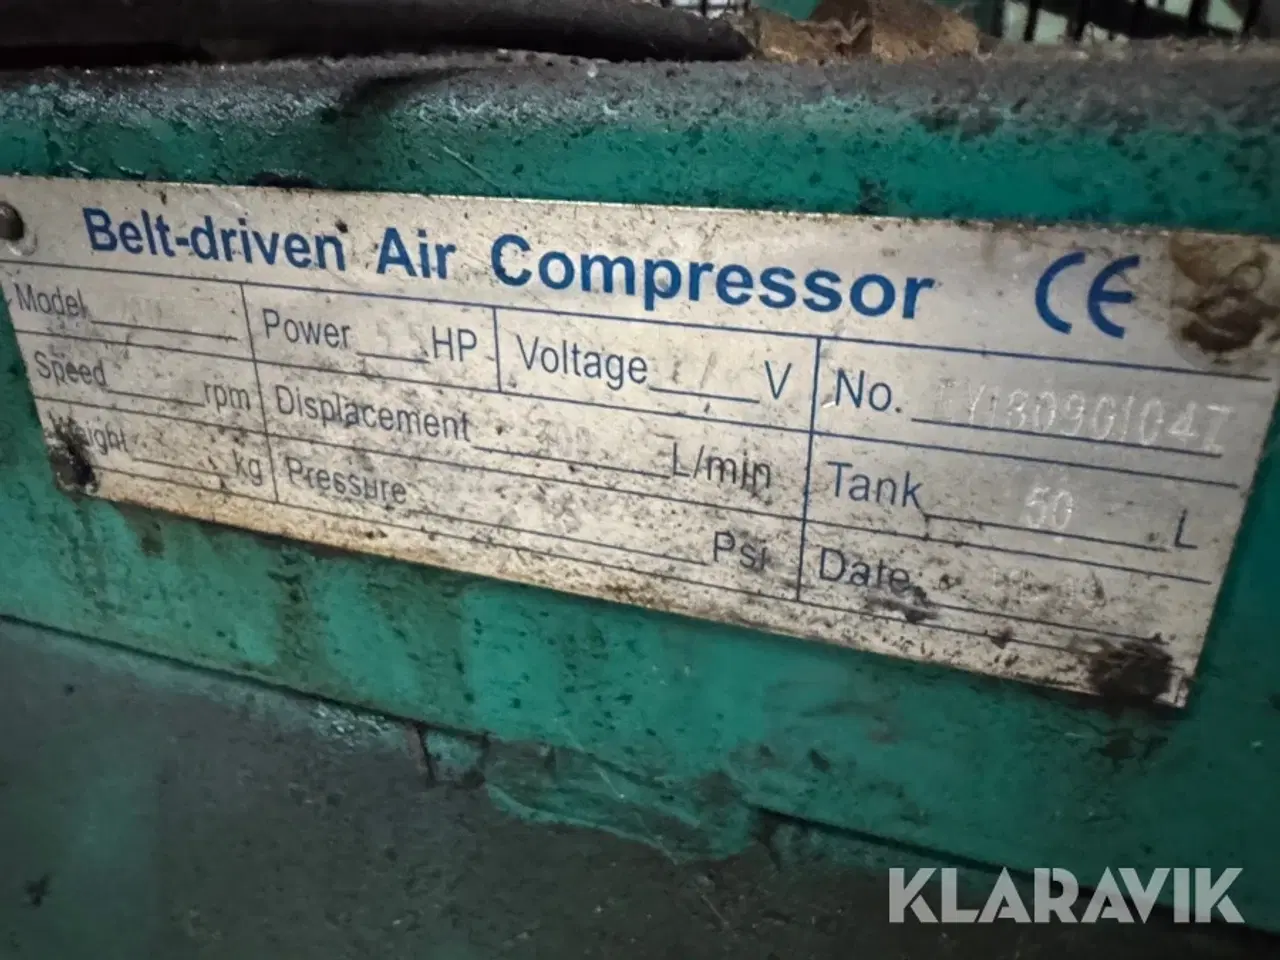 Belt-driven Air Compressor CE
Model Power HP Voltage V No.
Speed rpm Displacement L/min Tank 50 L
Weight kg Pressure Psi Date
KLARAVIK